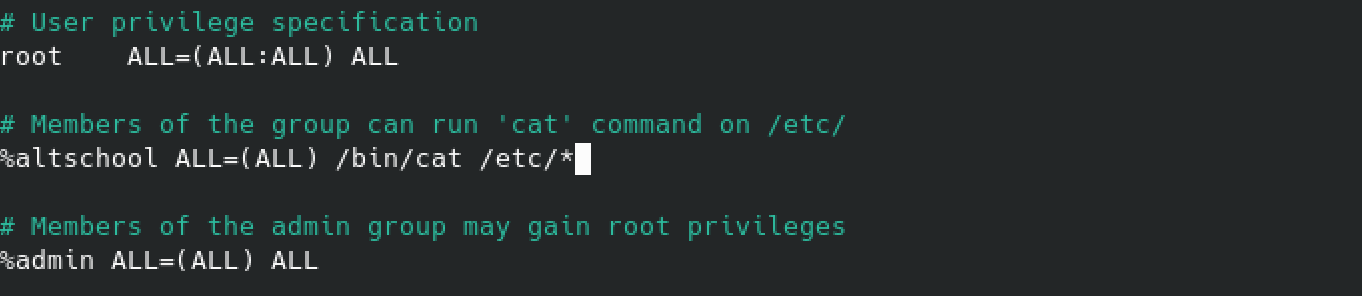 # User privilege specification
root    ALL=(ALL:ALL) ALL
# Members of the group can run 'cat' command on /etc/
%altschool ALL=(ALL) /bin/cat /etc/*
# Members of the admin group may gain root privileges
%admin ALL=(ALL) ALL